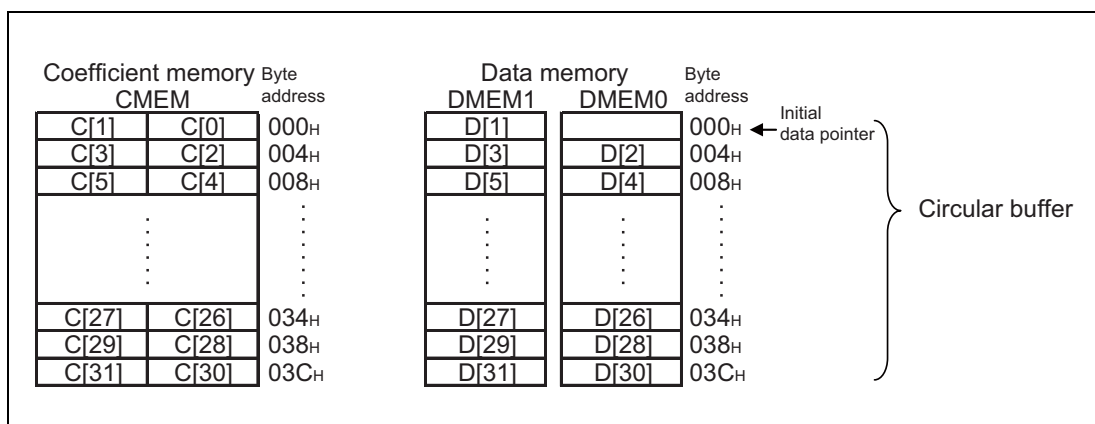 Coefficient memory Byte address
CMEM
C[1] C[0] 000H
C[3] C[2] 004H
C[5] C[4] 008H
C[27] C[26] 034H
C[29] C[28] 038H
C[31] C[30] 03CH
Data memory Byte address
DMEM1 DMEM0
D[1] 000H Initial data pointer
D[3] D[2] 004H
D[5] D[4] 008H
D[27] D[26] 034H
D[29] D[28] 038H
D[31] D[30] 03CH
Circular buffer